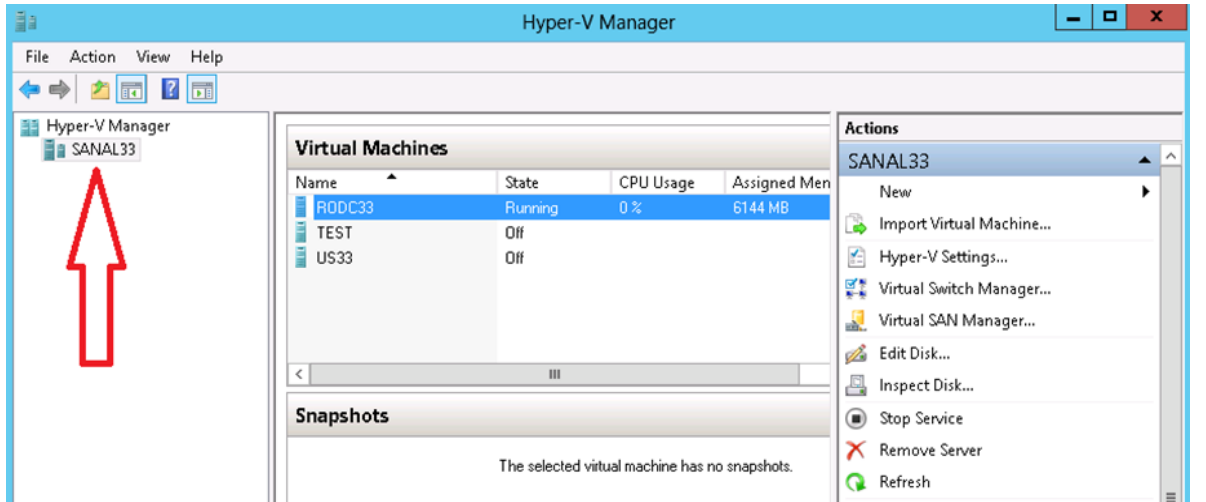 Hyper-V Manager
File Action View Help
Hyper-V Manager
SANAL33
Virtual Machines
Name State CPU Usage Assigned Mem
RODC33 Running 0 % 6144 MB
TEST Off
US33 Off
Snapshots
The selected virtual machine has no snapshots.
Actions
SANAL33
New
Import Virtual Machine...
Hyper-V Settings...
Virtual Switch Manager...
Virtual SAN Manager...
Edit Disk...
Inspect Disk...
Stop Service
Remove Server
Refresh